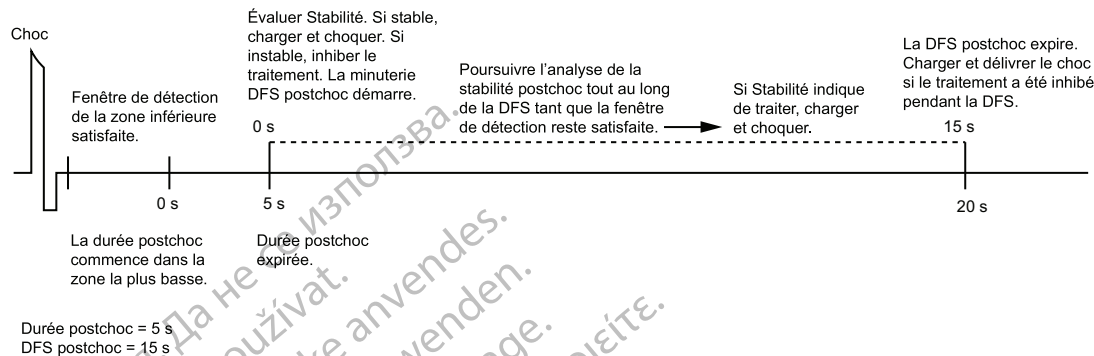 Choc
Évaluer Stabilité. Si stable,
charger et choquer. Si
instable, inhiber le
traitement. La minuterie
DFS postchoc démarre.
Fenêtre de détection
de la zone inférieure
satisfaite.
Poursuivre l'analyse de la
stabilité postchoc tout au long
de la DFS tant que la fenêtre
de détection reste satisfaite.
Si Stabilité indique
de traiter, charger
et choquer.
La DFS postchoc expire.
Charger et délivrer le choc
si le traitement a été inhibé
pendant la DFS.
0 s
15 s
0 s
5 s
20 s
La durée postchoc
commence dans la
zone la plus basse.
Durée postchoc
expirée.
Durée postchoc = 5 s
DFS postchoc = 15 s
Да не се използва.
anvendes.